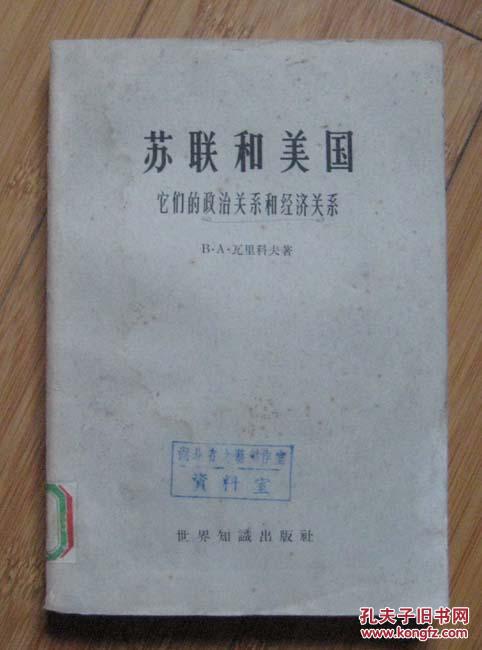 苏联和美国
它们的政治关系和经济关系
В·А·瓦里科夫著
资料室
世界知識出版社
孔夫子旧书网
KONGFZ.COM